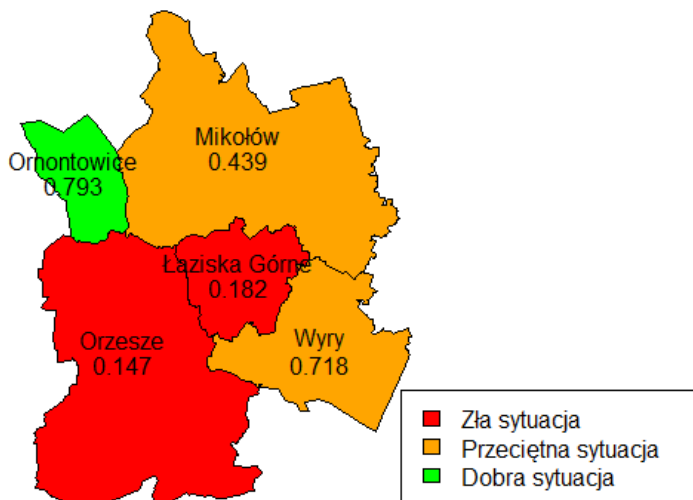 Mikołów
0.439
Ornontowice
0.793
Łaziska Górne
0.182
Orzesze
0.147
Wyry
0.718
Zła sytuacja
Przeciętna sytuacja
Dobra sytuacja